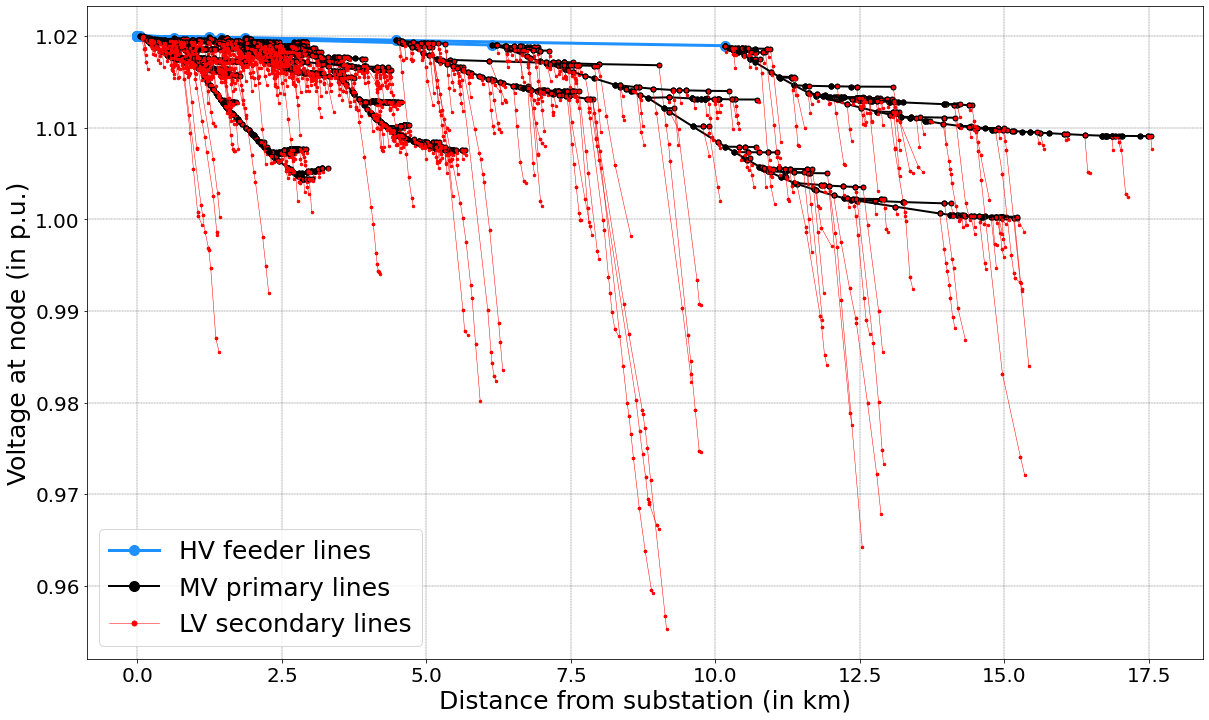 Voltage at node (in p.u.)
1.02
1.01
1.00
0.99
0.98
0.97
0.96
HV feeder lines
MV primary lines
LV secondary lines
0.0 2.5 5.0 7.5 10.0 12.5 15.0 17.5
Distance from substation (in km)